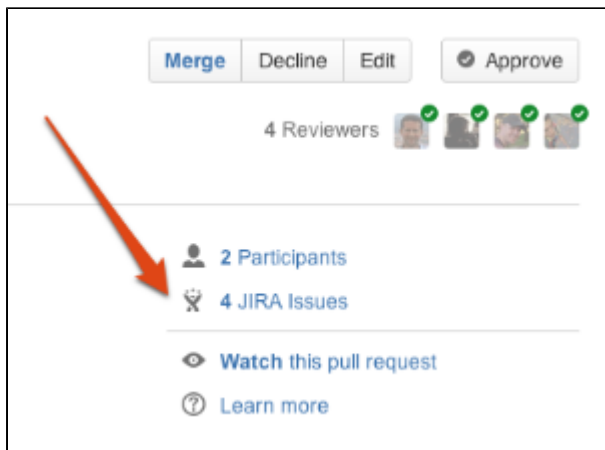 Merge Decline Edit Approve
4 Reviewers
2 Participants
4 JIRA Issues
Watch this pull request
Learn more